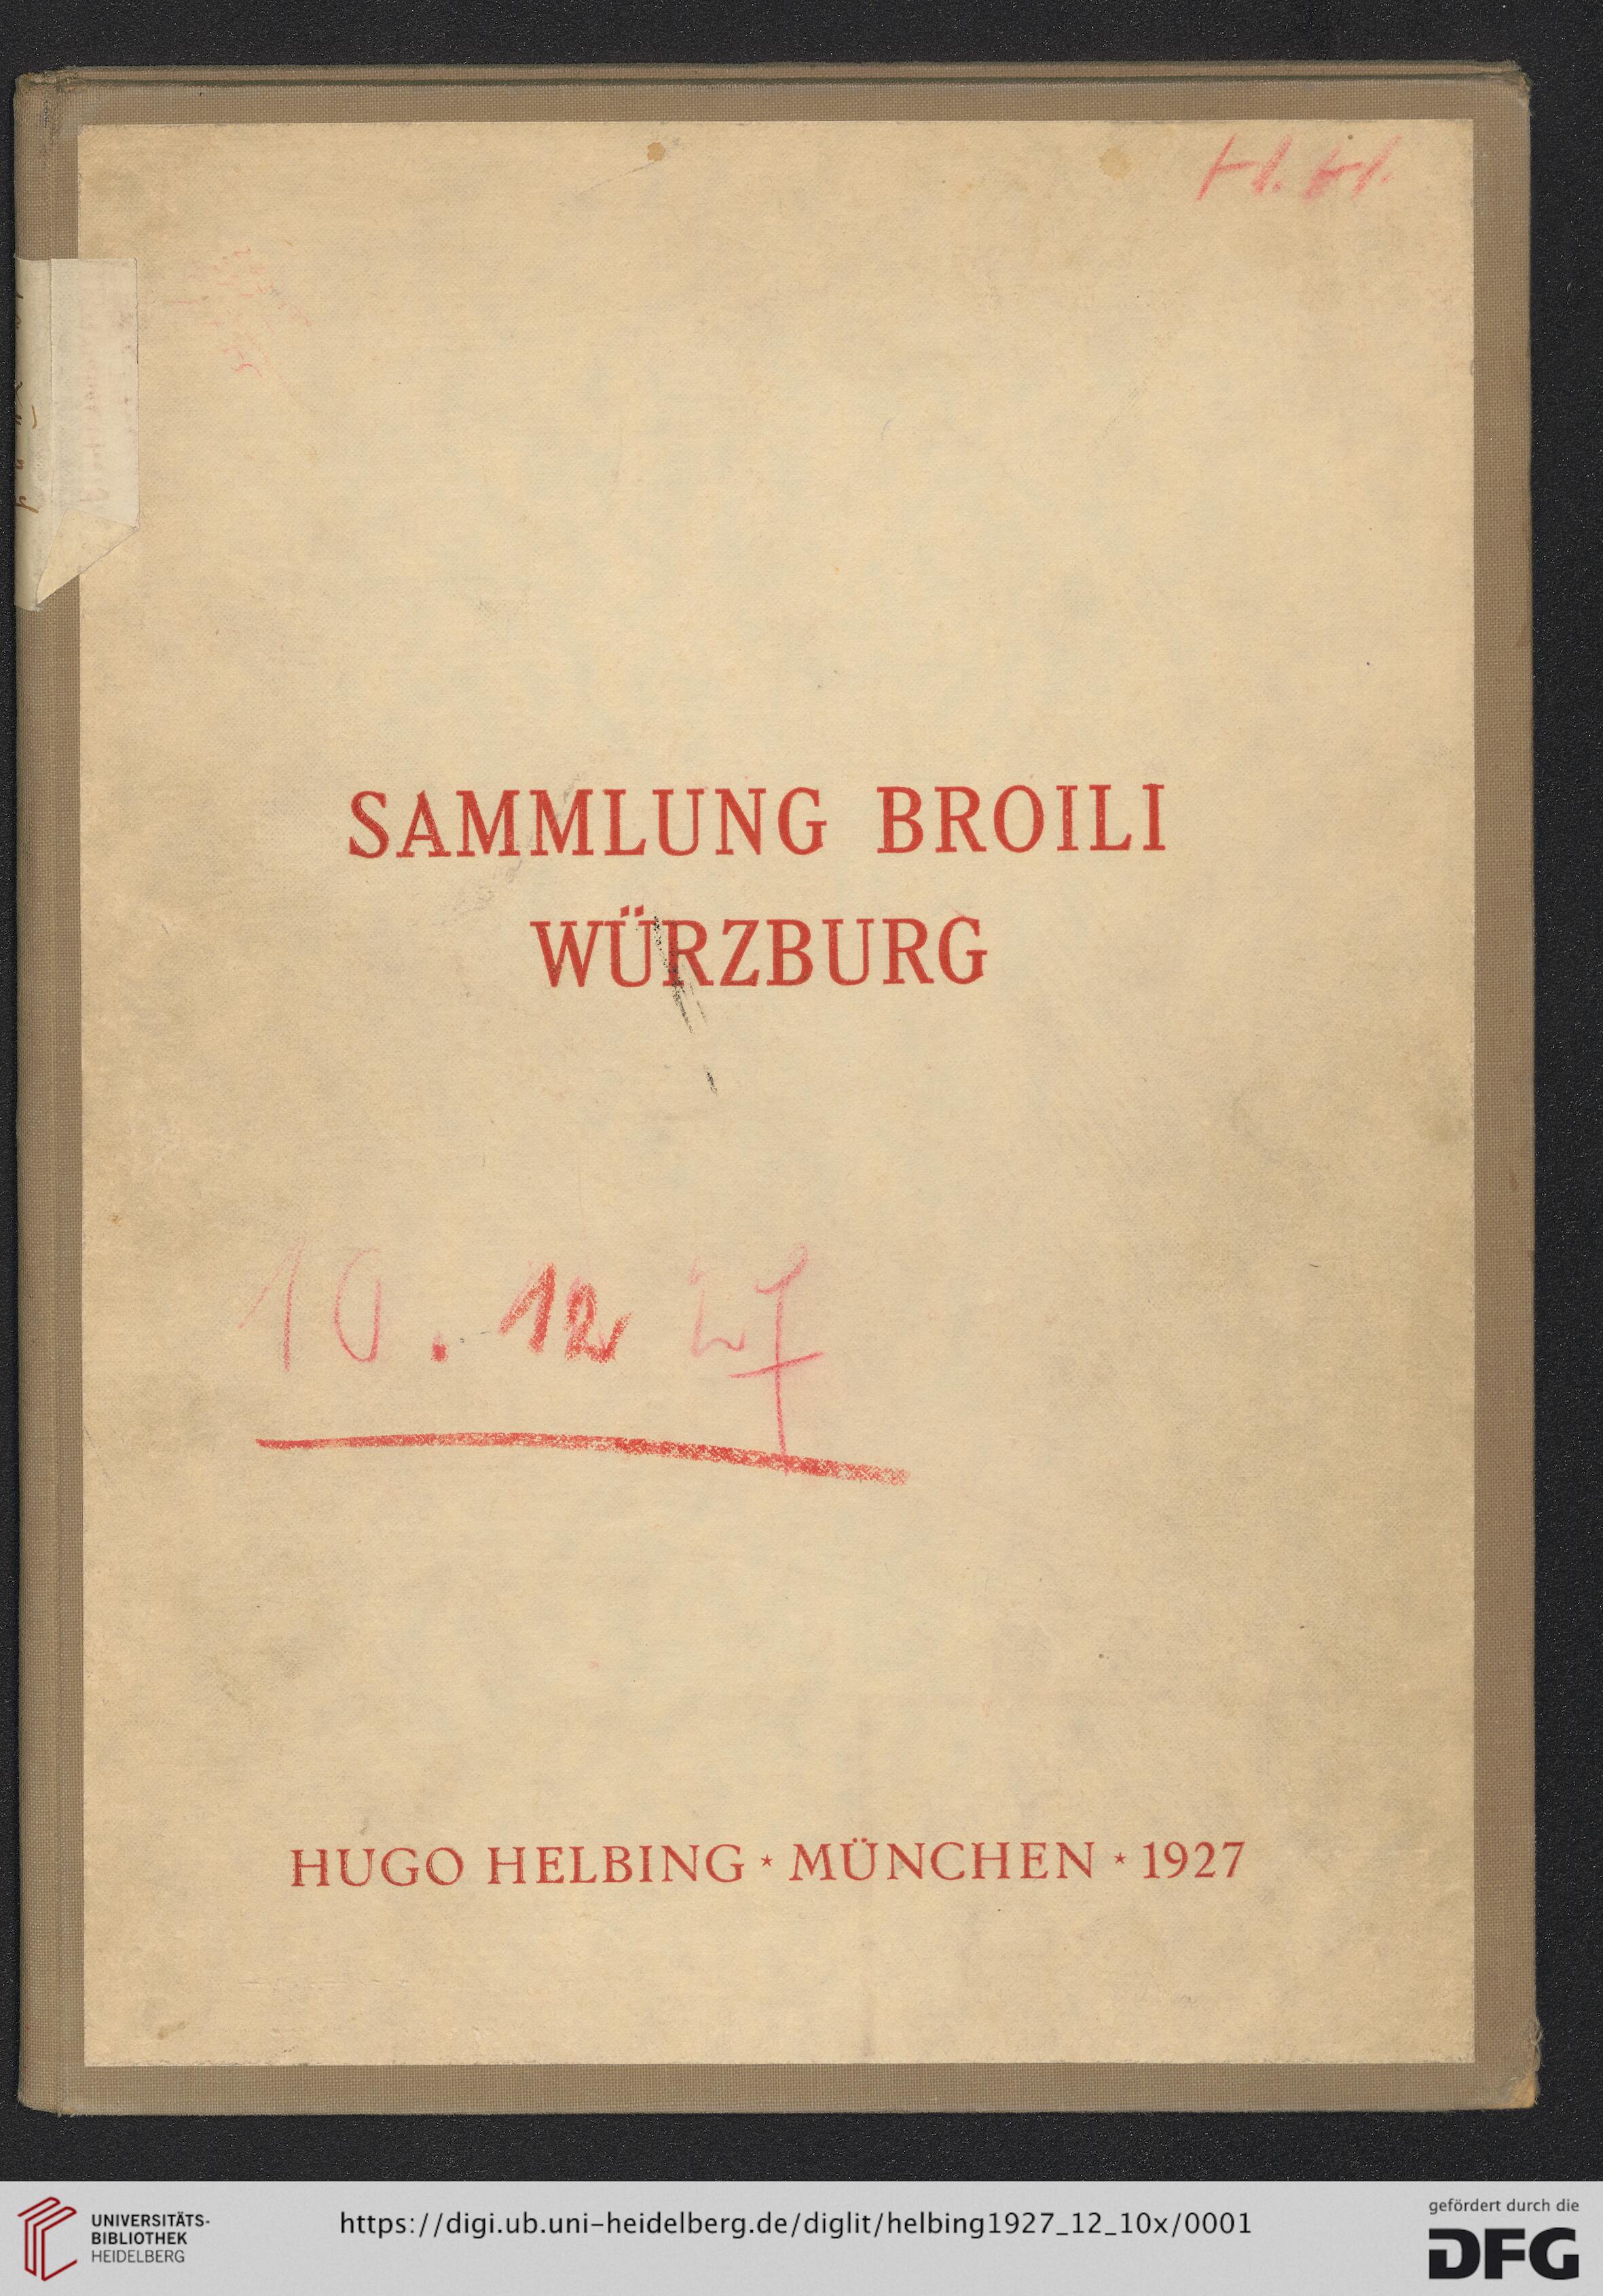 SAMMLUNG BROILI
WÜRZBURG
10. 12 27
HUGO HELBING ⋆ MÜNCHEN ⋆ 1927
UNIVERSITÄTS-
BIBLIOTHEK
HEIDELBERG
https://digi.ub.uni-heidelberg.de/diglit/helbing1927_12_10x/0001
gefördert durch die
DFG